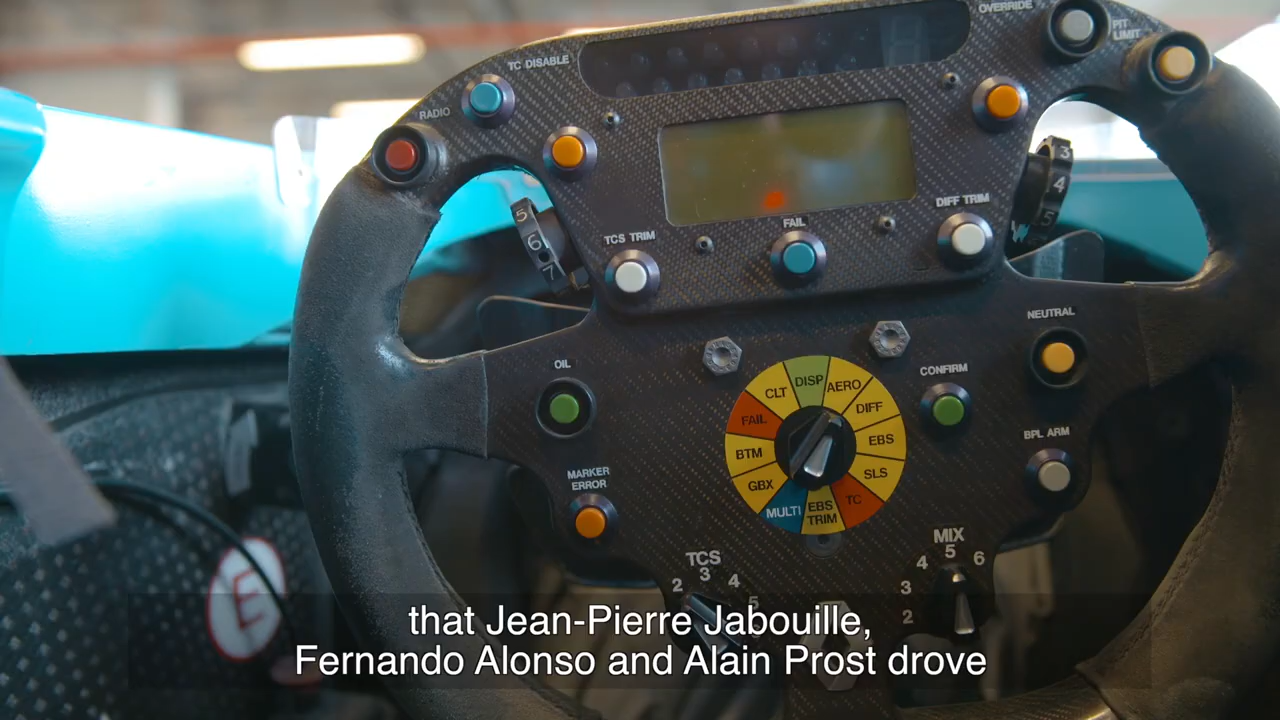 OVERRIDE
PIT
LIMIT
TC DISABLE
RADIO
3
4
5
5
6
7
TCS TRIM
FAIL
DIFF TRIM
NEUTRAL
OIL
CONFIRM
DISP
AERO
CLT
DIFF
FAIL
EBS
BTM
SLS
GBX
TC
MULTI
EBS
TRIM
BPL ARM
MARKER
ERROR
TCS
2 3 4 5
MIX
2 3 4 5 6
E
that Jean-Pierre Jabouille,
Fernando Alonso and Alain Prost drove